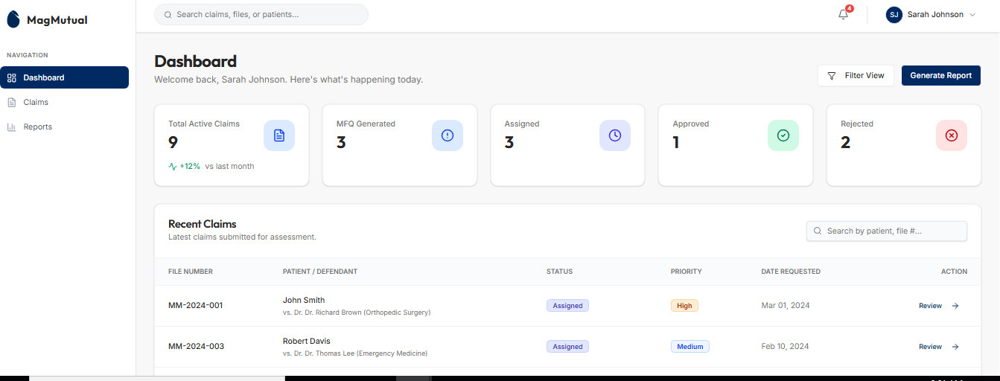 MagMutual
Search claims, files, or patients...
4
SJ
Sarah Johnson
NAVIGATION
Dashboard
Claims
Reports
Dashboard
Welcome back, Sarah Johnson. Here's what's happening today.
Filter View
Generate Report
Total Active Claims
9
+12% vs last month
MFQ Generated
3
Assigned
3
Approved
1
Rejected
2
Recent Claims
Latest claims submitted for assessment.
Search by patient, file #...
FILE NUMBER PATIENT / DEFENDANT STATUS PRIORITY DATE REQUESTED ACTION
MM-2024-001 John Smith Assigned High Mar 01, 2024 Review
vs. Dr. Dr. Richard Brown (Orthopedic Surgery)
MM-2024-003 Robert Davis Assigned Medium Feb 10, 2024 Review
vs. Dr. Dr. Thomas Lee (Emergency Medicine)